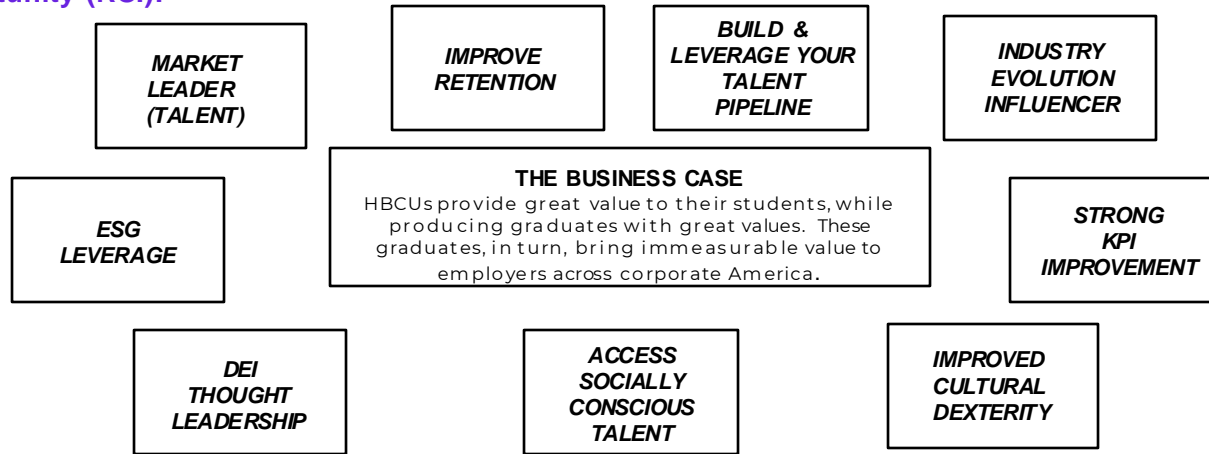 MARKET
LEADER
(TALENT)
IMPROVE
RETENTION
BUILD &
LEVERAGE YOUR
TALENT
PIPELINE
INDUSTRY
EVOLUTION
INFLUENCER
ESG
LEVERAGE
THE BUSINESS CASE
HBCUs provide great value to their students, while
producing graduates with great values. These
graduates, in turn, bring immeasurable value to
employers across corporate America.
STRONG
KPI
IMPROVEMENT
DEI
THOUGHT
LEADERSHIP
ACCESS
SOCIALLY
CONSCIOUS
TALENT
IMPROVED
CULTURAL
DEXTERITY